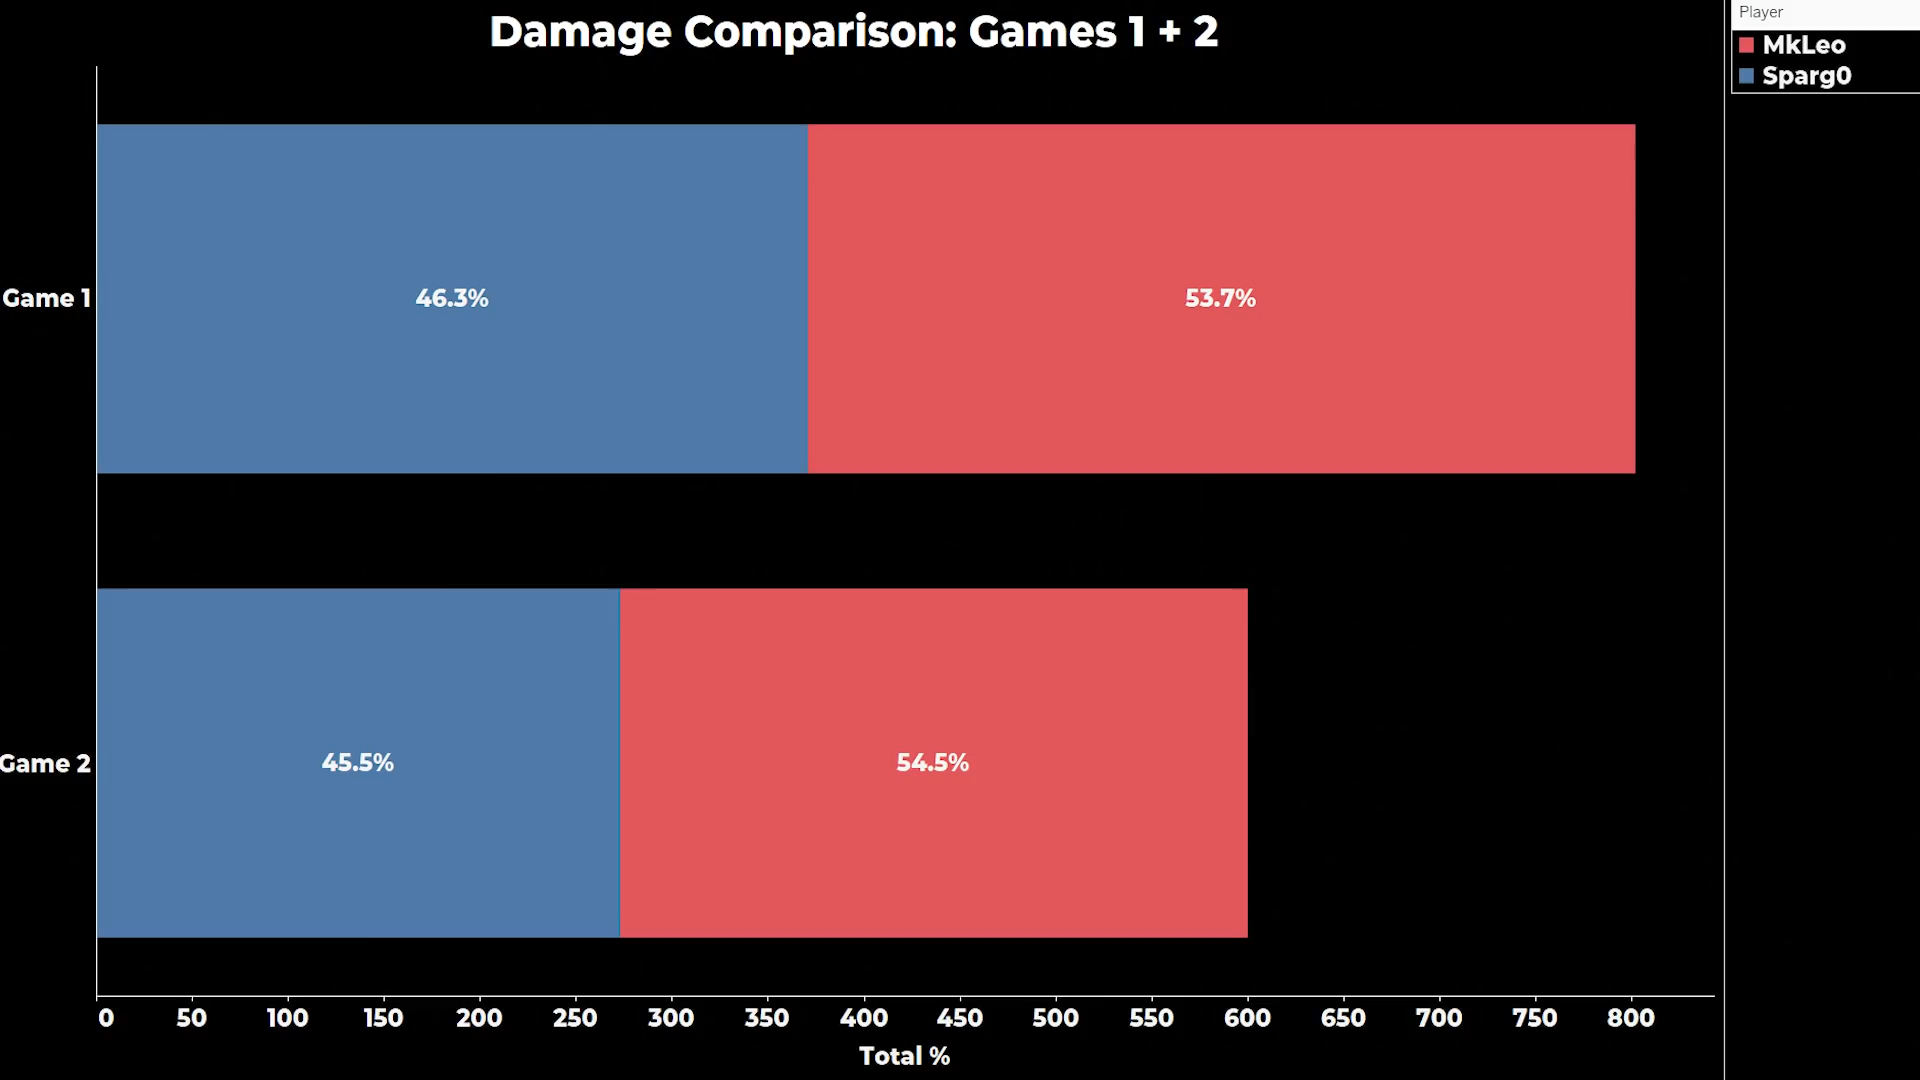 Damage Comparison: Games 1 + 2
Player
MkLeo
Sparg0
Game 1
46.3%
53.7%
Game 2
45.5%
54.5%
0 50 100 150 200 250 300 350 400 450 500 550 600 650 700 750 800
Total %